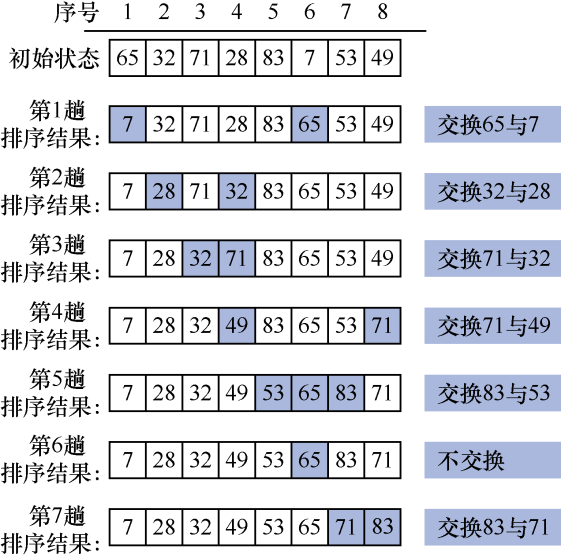 序号 1 2 3 4 5 6 7 8
初始状态 65 32 71 28 83 7 53 49
第1趟
排序结果: 7 32 71 28 83 65 53 49 交换65与7
第2趟
排序结果: 7 28 71 32 83 65 53 49 交换32与28
第3趟
排序结果: 7 28 32 71 83 65 53 49 交换71与32
第4趟
排序结果: 7 28 32 49 83 65 53 71 交换71与49
第5趟
排序结果: 7 28 32 49 53 65 83 71 交换83与53
第6趟
排序结果: 7 28 32 49 53 65 83 71 不交换
第7趟
排序结果: 7 28 32 49 53 65 71 83 交换83与71